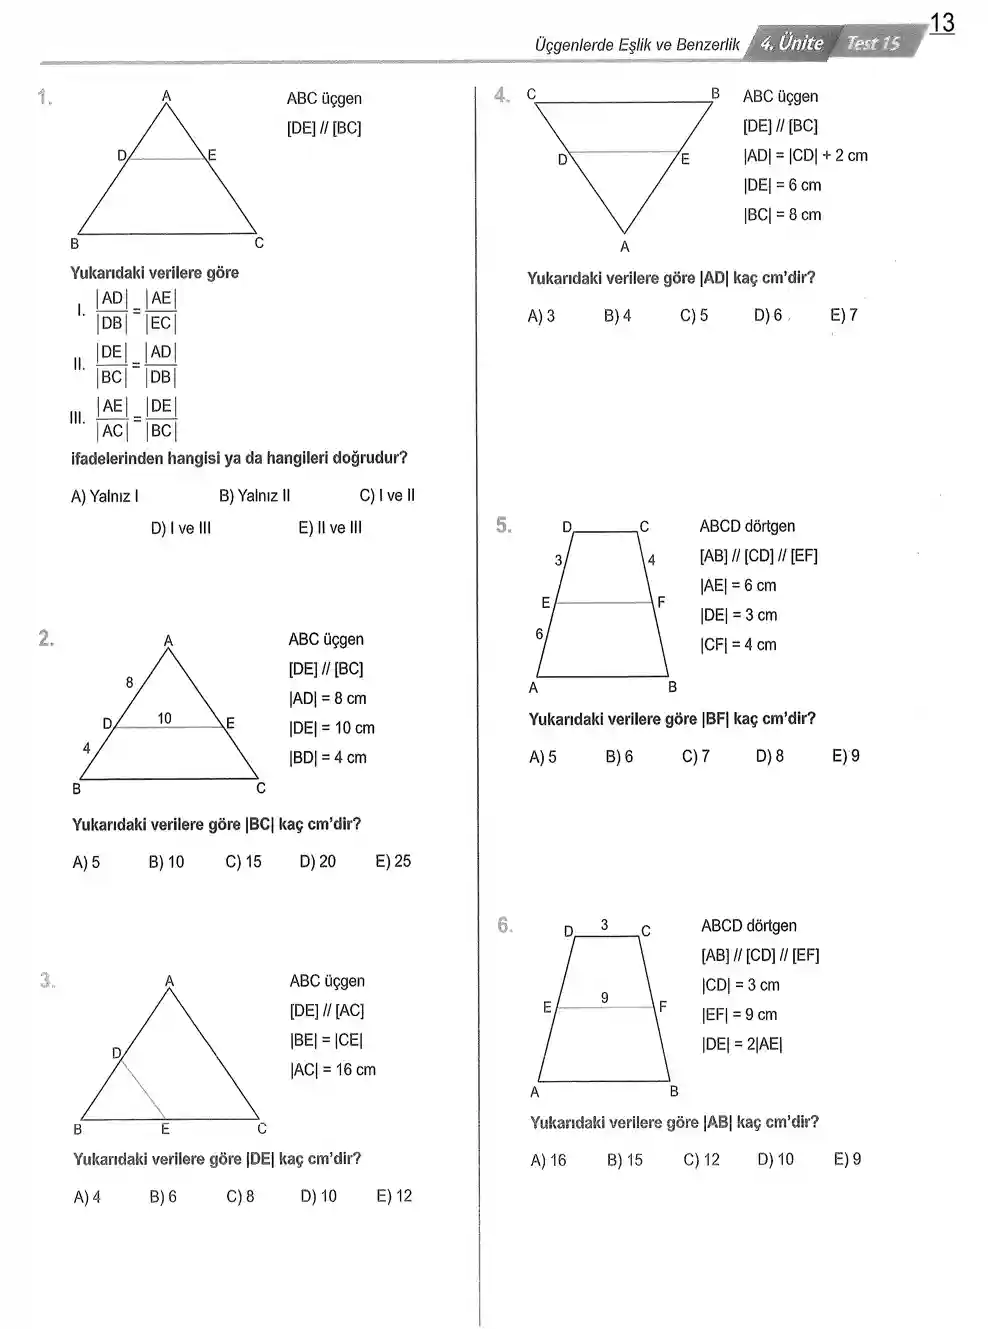 13
Üçgenlerde Eşlik ve Benzerlik 4. Ünite Test 15
1.
A
D E
B C
ABC üçgen
[DE] // [BC]
Yukarıdaki verilere göre
I. |AD|/|DB| = |AE|/|EC|
II. |DE|/|BC| = |AD|/|DB|
III. |AE|/|AC| = |DE|/|BC|
ifadelerinden hangisi ya da hangileri doğrudur?
A) Yalnız I B) Yalnız II C) I ve II
D) I ve III E) II ve III
2.
A
8
D 10 E
4
B C
ABC üçgen
[DE] // [BC]
|AD| = 8 cm
|DE| = 10 cm
|BD| = 4 cm
Yukarıdaki verilere göre |BC| kaç cm'dir?
A) 5 B) 10 C) 15 D) 20 E) 25
3.
A
D
B E C
ABC üçgen
[DE] // [AC]
|BE| = |CE|
|AC| = 16 cm
Yukarıdaki verilere göre |DE| kaç cm'dir?
A) 4 B) 6 C) 8 D) 10 E) 12
4.
C B
D E
A
ABC üçgen
[DE] // [BC]
|AD| = |CD| + 2 cm
|DE| = 6 cm
|BC| = 8 cm
Yukarıdaki verilere göre |AD| kaç cm'dir?
A) 3 B) 4 C) 5 D) 6 E) 7
5.
D C
3 4
E F
6
A B
ABCD dörtgen
[AB] // [CD] // [EF]
|AE| = 6 cm
|DE| = 3 cm
|CF| = 4 cm
Yukarıdaki verilere göre |BF| kaç cm'dir?
A) 5 B) 6 C) 7 D) 8 E) 9
6.
D 3 C
E 9 F
A B
ABCD dörtgen
[AB] // [CD] // [EF]
|CD| = 3 cm
|EF| = 9 cm
|DE| = 2|AE|
Yukarıdaki verilere göre |AB| kaç cm'dir?
A) 16 B) 15 C) 12 D) 10 E) 9